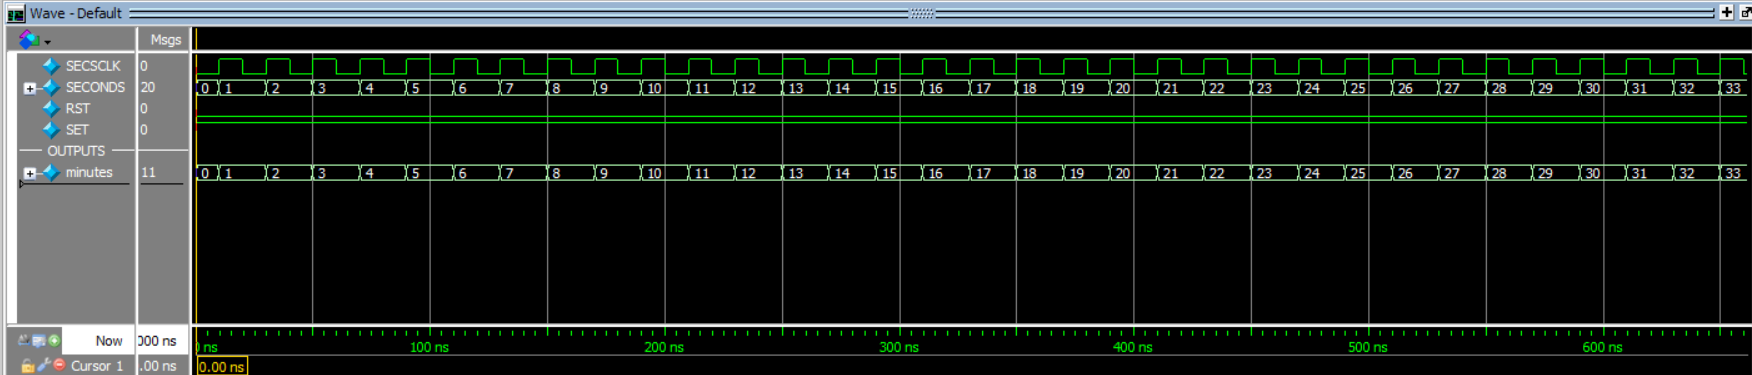 Wave - Default
Msgs
SECSCLK 0
SECONDS 20 0 1 2 3 4 5 6 7 8 9 10 11 12 13 14 15 16 17 18 19 20 21 22 23 24 25 26 27 28 29 30 31 32 33
RST 0
SET 0
OUTPUTS
minutes 11 0 1 2 3 4 5 6 7 8 9 10 11 12 13 14 15 16 17 18 19 20 21 22 23 24 25 26 27 28 29 30 31 32 33
Now 000 ns ns 100 ns 200 ns 300 ns 400 ns 500 ns 600 ns
Cursor 1 .00 ns 0.00 ns